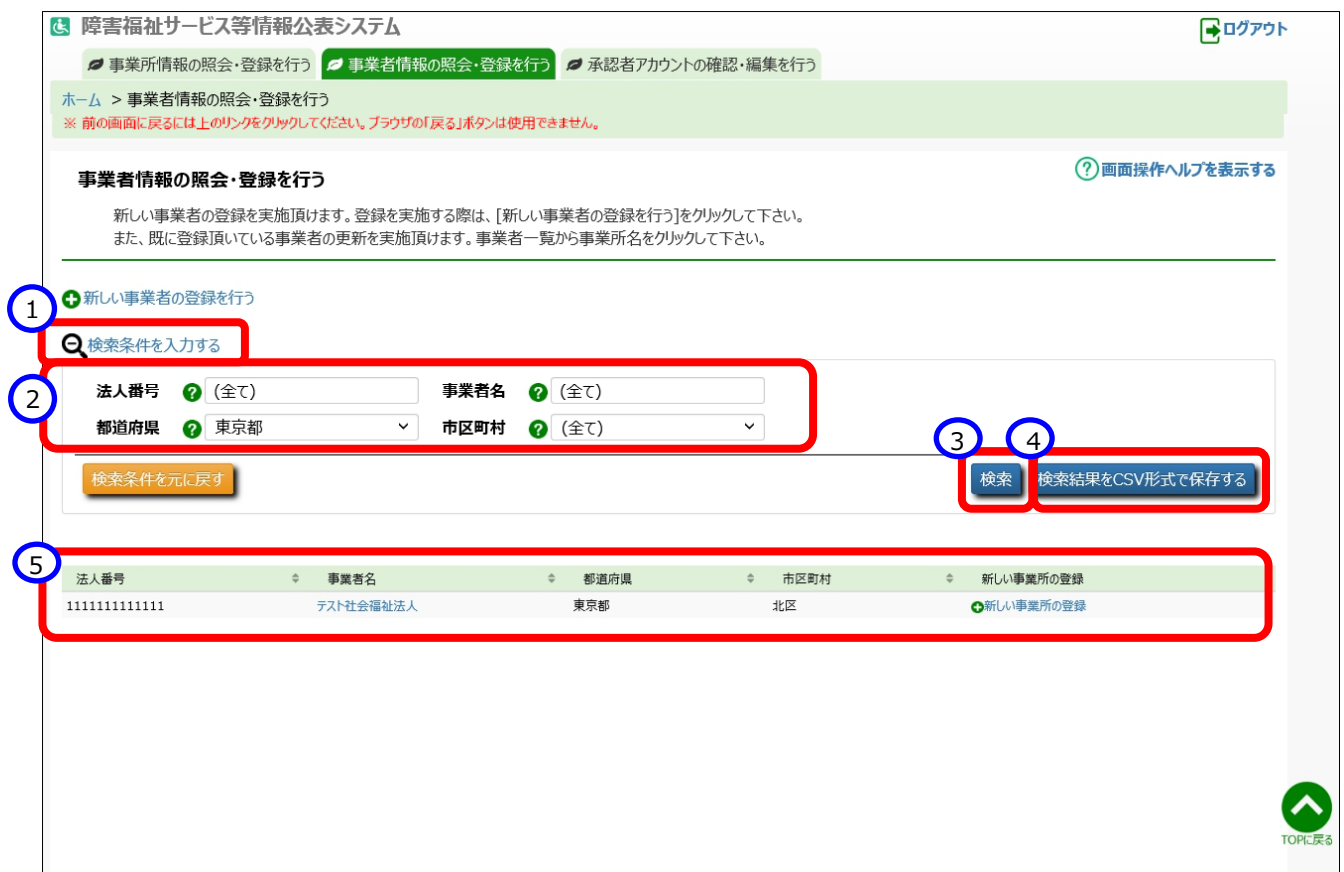 障害福祉サービス等情報公表システム
ログアウト
事業所情報の照会・登録を行う 事業者情報の照会・登録を行う 承認者アカウントの確認・編集を行う
ホーム > 事業者情報の照会・登録を行う
※ 前の画面に戻るには上のリンクをクリックしてください。ブラウザの「戻る」ボタンは使用できません。
? 画面操作ヘルプを表示する
事業者情報の照会・登録を行う
新しい事業者の登録を実施頂けます。登録を実施する際は、[新しい事業者の登録を行う]をクリックして下さい。
また、既に登録頂いている事業者の更新を実施頂けます。事業者一覧から事業所名をクリックして下さい。
新しい事業者の登録を行う
1
検索条件を入力する
2
法人番号 ? (全て) 事業者名 ? (全て)
都道府県 ? 東京都 市区町村 ? (全て)
3 4
検索条件を元に戻す 検索 検索結果をCSV形式で保存する
5
法人番号 事業者名 都道府県 市区町村 新しい事業所の登録
1111111111111 テスト社会福祉法人 東京都 北区 新しい事業所の登録
TOPに戻る